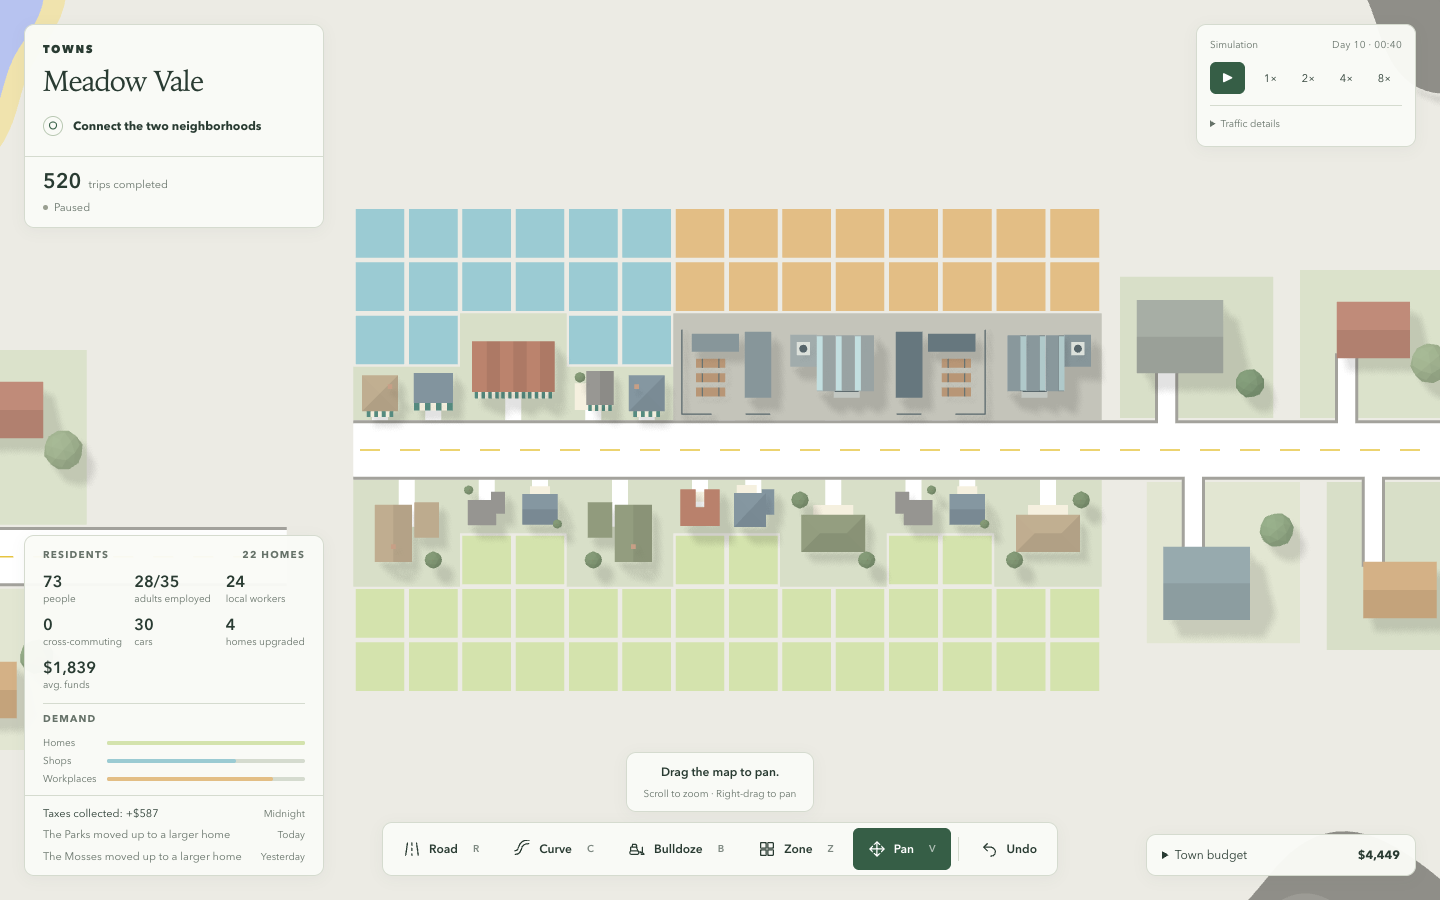 TOWNS
Meadow Vale
Connect the two neighborhoods
520 trips completed
Paused
Simulation Day 10 · 00:40
1× 2× 4× 8×
Traffic details
RESIDENTS 22 HOMES
73 28/35 24
people adults employed local workers
0 30 4
cross-commuting cars homes upgraded
$1,839
avg. funds
DEMAND
Homes
Shops
Workplaces
Taxes collected: +$587 Midnight
The Parks moved up to a larger home Today
The Mosses moved up to a larger home Yesterday
Drag the map to pan.
Scroll to zoom · Right-drag to pan
Road R Curve C Bulldoze B Zone Z Pan V Undo
Town budget $4,449